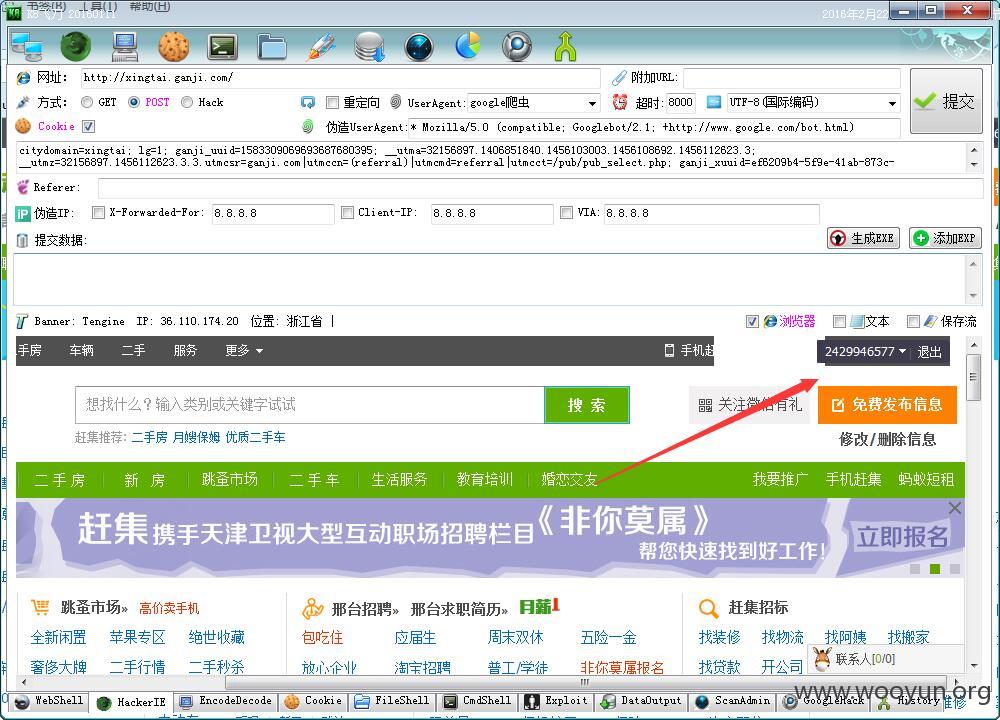 K8 飞刀 20160111
2016年2月22
网址: http://xingtai.ganji.com/ 附加URL:
提交
方式: GET POST Hack 重定向 UserAgent: google爬虫 超时: 8000 UTF-8(国际编码)
Cookie 伪造UserAgent: * Mozilla/5.0 (compatible; Googlebot/2.1; +http://www.google.com/bot.html)
citydomain=xingtai; lg=1; ganji_uuid=1583309069693687680395; __utma=32156897.1406851840.1456103003.1456108692.1456112623.3;
__utmz=32156897.1456112623.3.3.utmcsr=ganji.com|utmccn=(referral)|utmcmd=referral|utmcct=/pub/pub_select.php; ganji_xuuid=ef6209b4-5f9e-41ab-873c-
Referer:
iP 伪造IP: X-Forwarded-For: 8.8.8.8 Client-IP: 8.8.8.8 VIA: 8.8.8.8
提交数据: 生成EXE 添加EXP
Banner: Tengine IP: 36.110.174.20 位置: 浙江省 浏览器 文本 保存流
手房 车辆 二手 服务 更多 手机赶 2429946577 退出
想找什么?输入类别或关键字试试 搜 索 关注微信有礼 免费发布信息
赶集推荐: 二手房 月嫂保姆 优质二手车 修改/删除信息
二手房 新 房 跳蚤市场 二手车 生活服务 教育培训 婚恋交友 我要推广 手机赶集 蚂蚁短租
赶集 携手天津卫视大型互动职场招聘栏目《非你莫属》
帮您快速找到好工作!
立即报名
跳蚤市场» 高价卖手机 邢台招聘» 邢台求职简历» 月薪1 赶集招标
全新闲置 苹果专区 绝世收藏 包吃住 应届生 周末双休 五险一金 找装修 找物流 找阿姨 找搬家
奢侈大牌 二手行情 二手秒杀 放心企业 淘宝招聘 普工/学徒 非你莫属报名 找贷款 开公司
联系人[0/0]
www.wooyun.org
WebShell HackerIE EncodeDecode Cookie FileShell CmdShell Exploit DataOutput ScanAdmin GoogleHack History